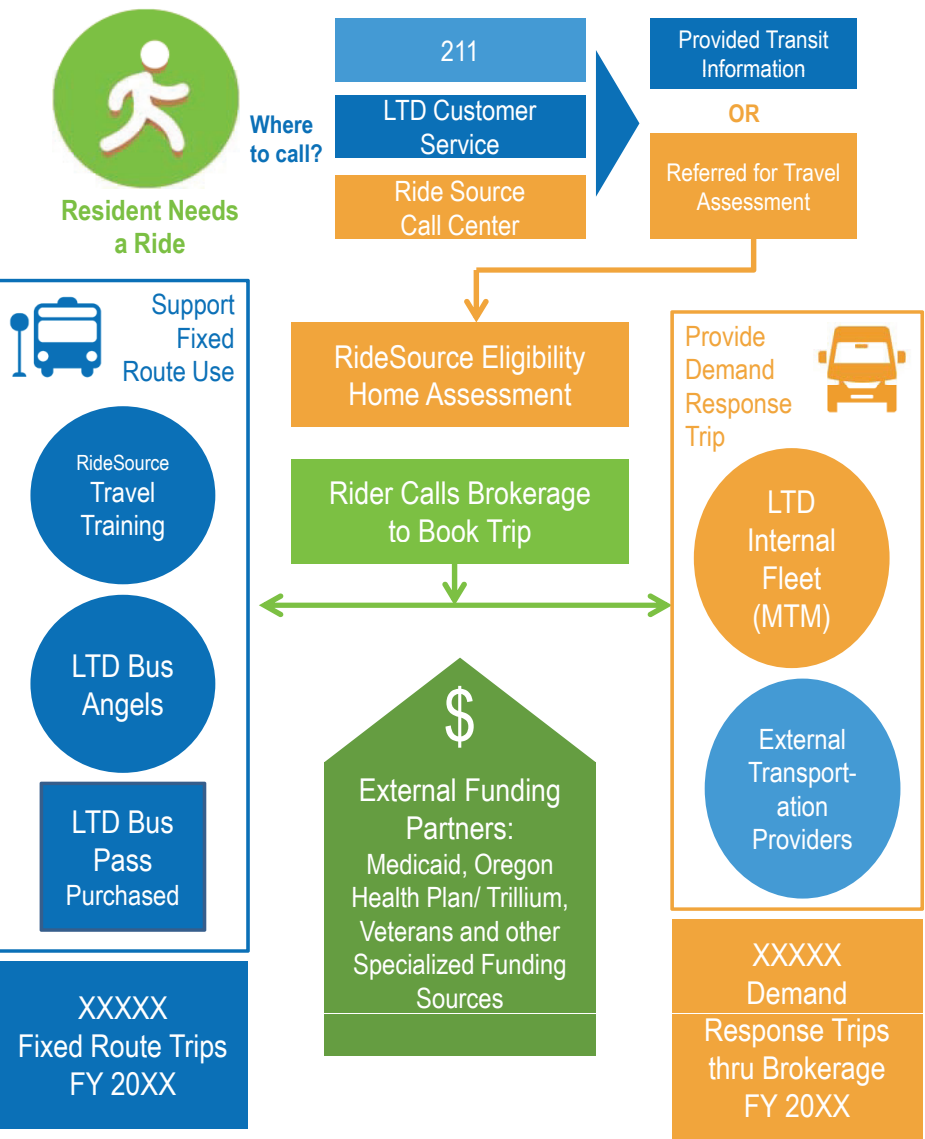 Resident Needs
a Ride
Where
to call?
211
LTD Customer
Service
Ride Source
Call Center
Provided Transit
Information
OR
Referred for Travel
Assessment
Support
Fixed
Route Use
RideSource
Travel
Training
LTD Bus
Angels
LTD Bus
Pass
Purchased
XXXXX
Fixed Route Trips
FY 20XX
RideSource Eligibility
Home Assessment
Rider Calls Brokerage
to Book Trip
$
External Funding
Partners:
Medicaid, Oregon
Health Plan/ Trillium,
Veterans and other
Specialized Funding
Sources
Provide
Demand
Response
Trip
LTD
Internal
Fleet
(MTM)
External
Transport-
ation
Providers
XXXXX
Demand
Response Trips
thru Brokerage
FY 20XX